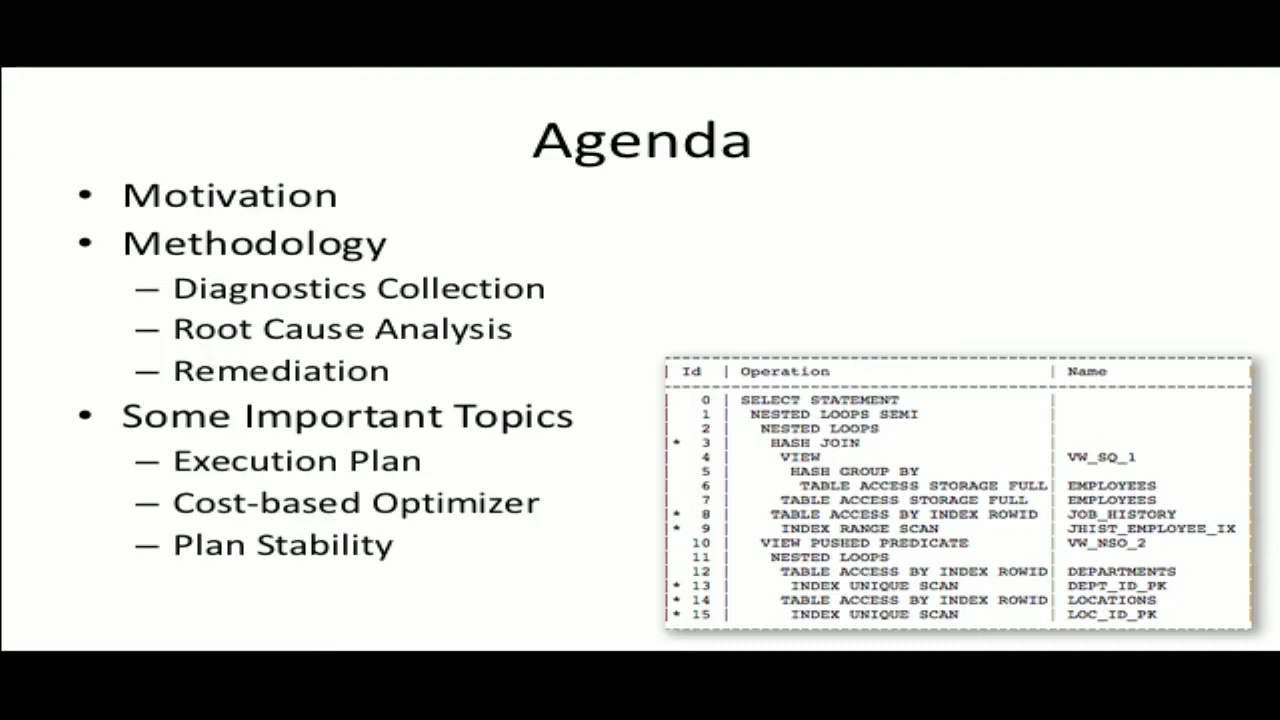 Agenda
• Motivation
• Methodology
– Diagnostics Collection
– Root Cause Analysis
– Remediation
• Some Important Topics
– Execution Plan
– Cost-based Optimizer
– Plan Stability
| Id | Operation | Name |
| 0 | SELECT STATEMENT | |
| 1 | NESTED LOOPS SEMI | |
| 2 | NESTED LOOPS | |
|* 3 | HASH JOIN | |
| 4 | VIEW | VW_SQ_1
| 5 | HASH GROUP BY | |
| 6 | TABLE ACCESS STORAGE FULL| EMPLOYEES
| 7 | TABLE ACCESS STORAGE FULL | EMPLOYEES
|* 8 | TABLE ACCESS BY INDEX ROWID | JOB_HISTORY
|* 9 | INDEX RANGE SCAN | JHIST_EMPLOYEE_IX
| 10 | VIEW PUSHED PREDICATE | VW_NSO_2
| 11 | NESTED LOOPS | |
| 12 | TABLE ACCESS BY INDEX ROWID| DEPARTMENTS
|* 13 | INDEX UNIQUE SCAN | DEPT_ID_PK
|* 14 | TABLE ACCESS BY INDEX ROWID| LOCATIONS
|* 15 | INDEX UNIQUE SCAN | LOC_ID_PK